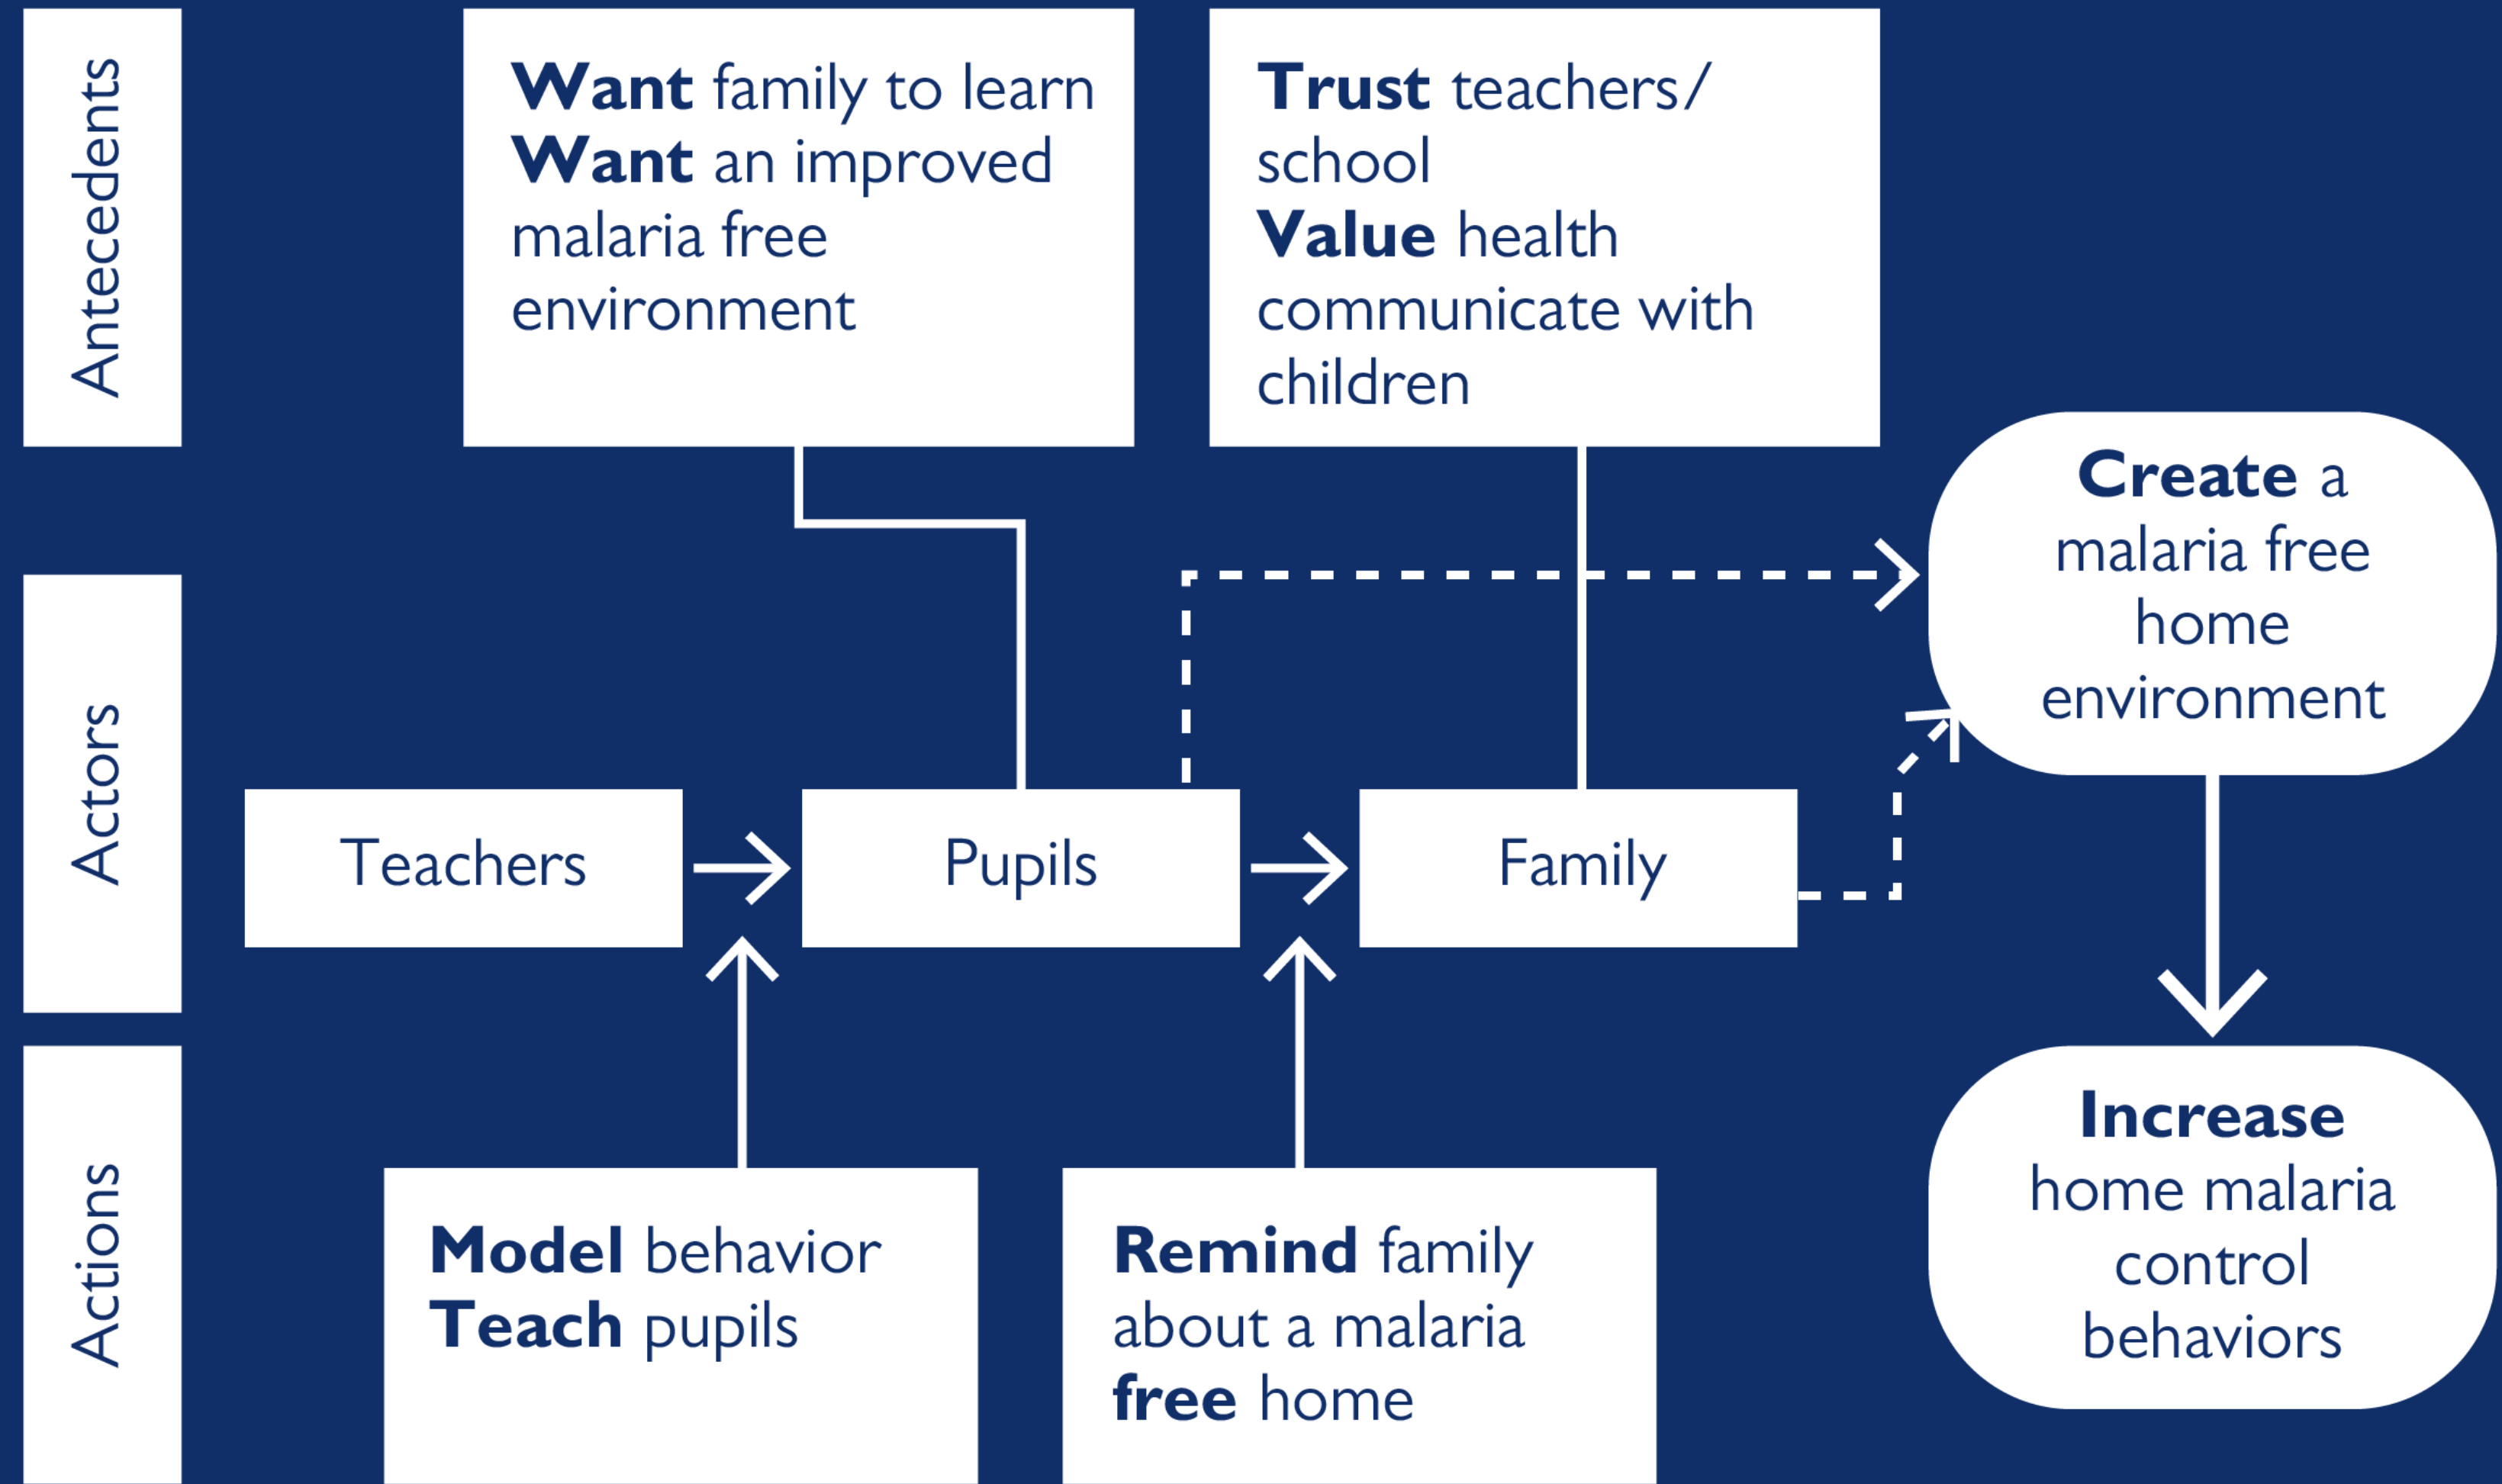 Antecedents
Want family to learn
Want an improved
malaria free
environment
Trust teachers/
school
Value health
communicate with
children
Create a
malaria free
home
environment
Actors
Teachers
Pupils
Family
Actions
Model behavior
Teach pupils
Remind family
about a malaria
free home
Increase
home malaria
control
behaviors